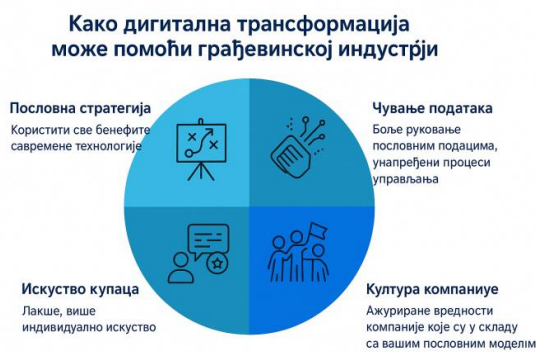 Како дигитална трансформација
може помоћи грађевинској индустрји
Пословна стратегија
Користити све бенефите
савремене технологије
Чување података
Боље руковање
пословним подацима,
унапређени процеси
управљања
Искуство купаца
Лакше, више
индивидуално искуство
Култура компаниуе
Ажуриране вредности
компаније које су у складу
са вашим пословним моделім